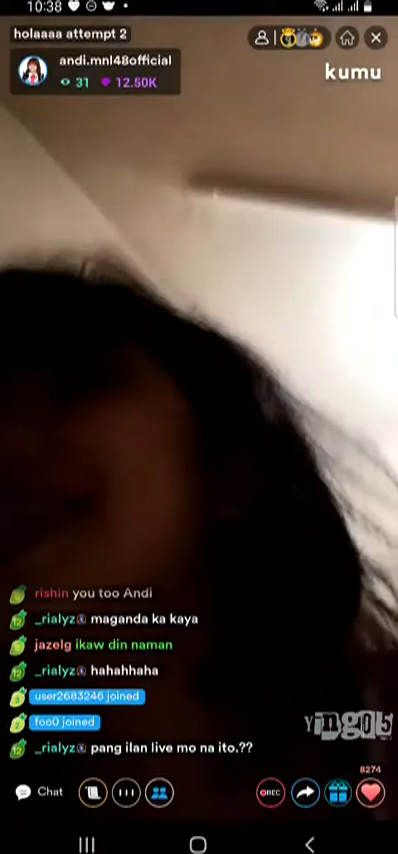 10:38
holaaaa attempt 2
andi.mnl48official
31 12.50K
kumu
rishin you too Andi
_rialyz maganda ka kaya
jazelg ikaw din naman
_rialyz hahahhaha
user2683246 joined
foo0 joined
_rialyz pang ilan live mo na ito.??
Ying05
8274
Chat
REC